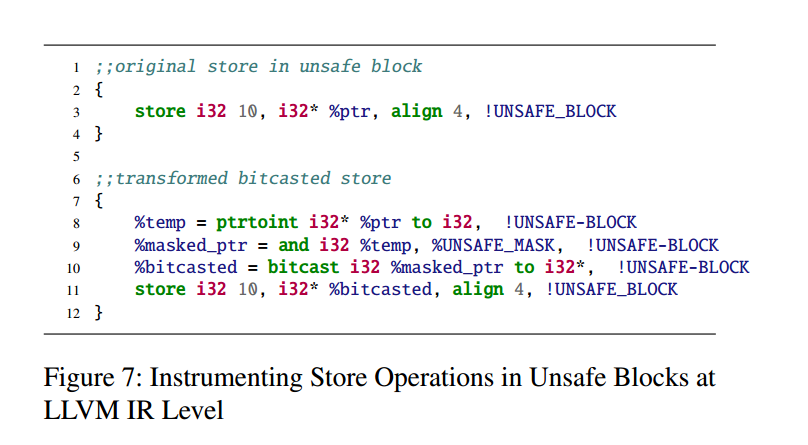 1 ;;original store in unsafe block
2 {
3 store i32 10, i32* %ptr, align 4, !UNSAFE_BLOCK
4 }
5
6 ;;transformed bitcasted store
7 {
8 %temp = ptrtoint i32* %ptr to i32, !UNSAFE-BLOCK
9 %masked_ptr = and i32 %temp, %UNSAFE_MASK, !UNSAFE-BLOCK
10 %bitcasted = bitcast i32 %masked_ptr to i32*, !UNSAFE-BLOCK
11 store i32 10, i32* %bitcasted, align 4, !UNSAFE_BLOCK
12 }
Figure 7: Instrumenting Store Operations in Unsafe Blocks at
LLVM IR Level